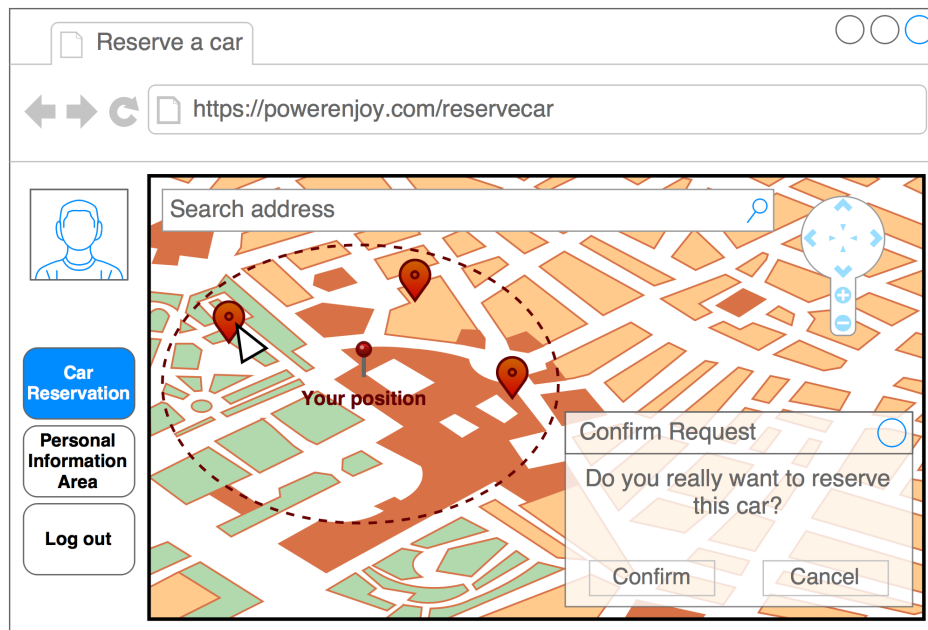 Reserve a car
https://powerenjoy.com/reservecar
Search address
Your position
Car
Reservation
Personal
Information
Area
Log out
Confirm Request
Do you really want to reserve
this car?
Confirm
Cancel